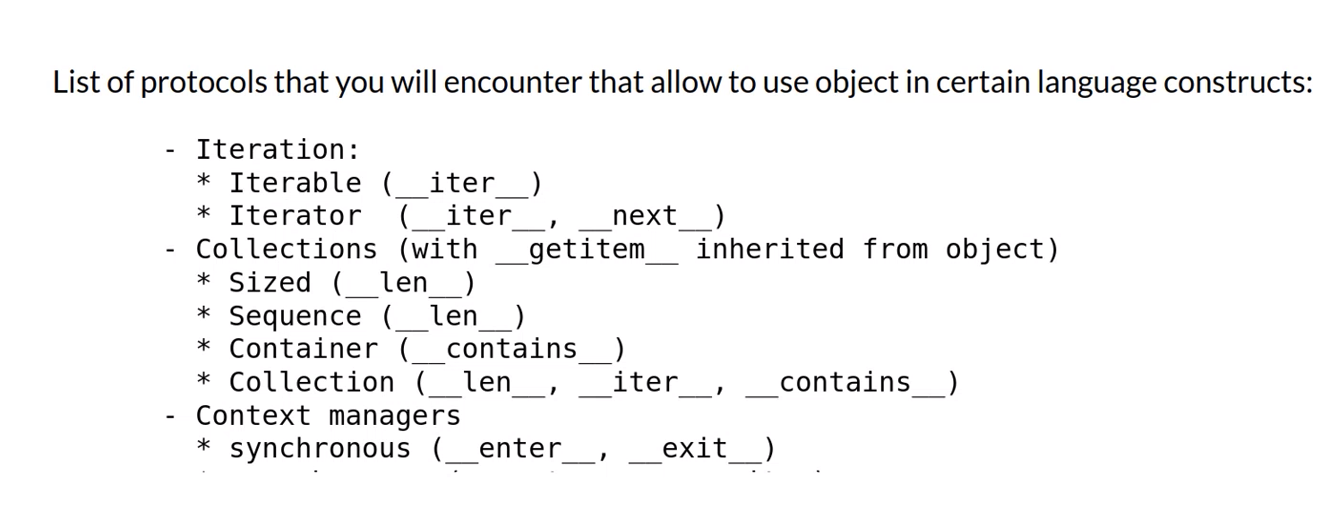 List of protocols that you will encounter that allow to use object in certain language constructs:
- Iteration:
* Iterable (__iter__)
* Iterator (__iter__, __next__)
- Collections (with __getitem__ inherited from object)
* Sized (__len__)
* Sequence (__len__)
* Container (__contains__)
* Collection (__len__, __iter__, __contains__)
- Context managers
* synchronous (__enter__, __exit__)